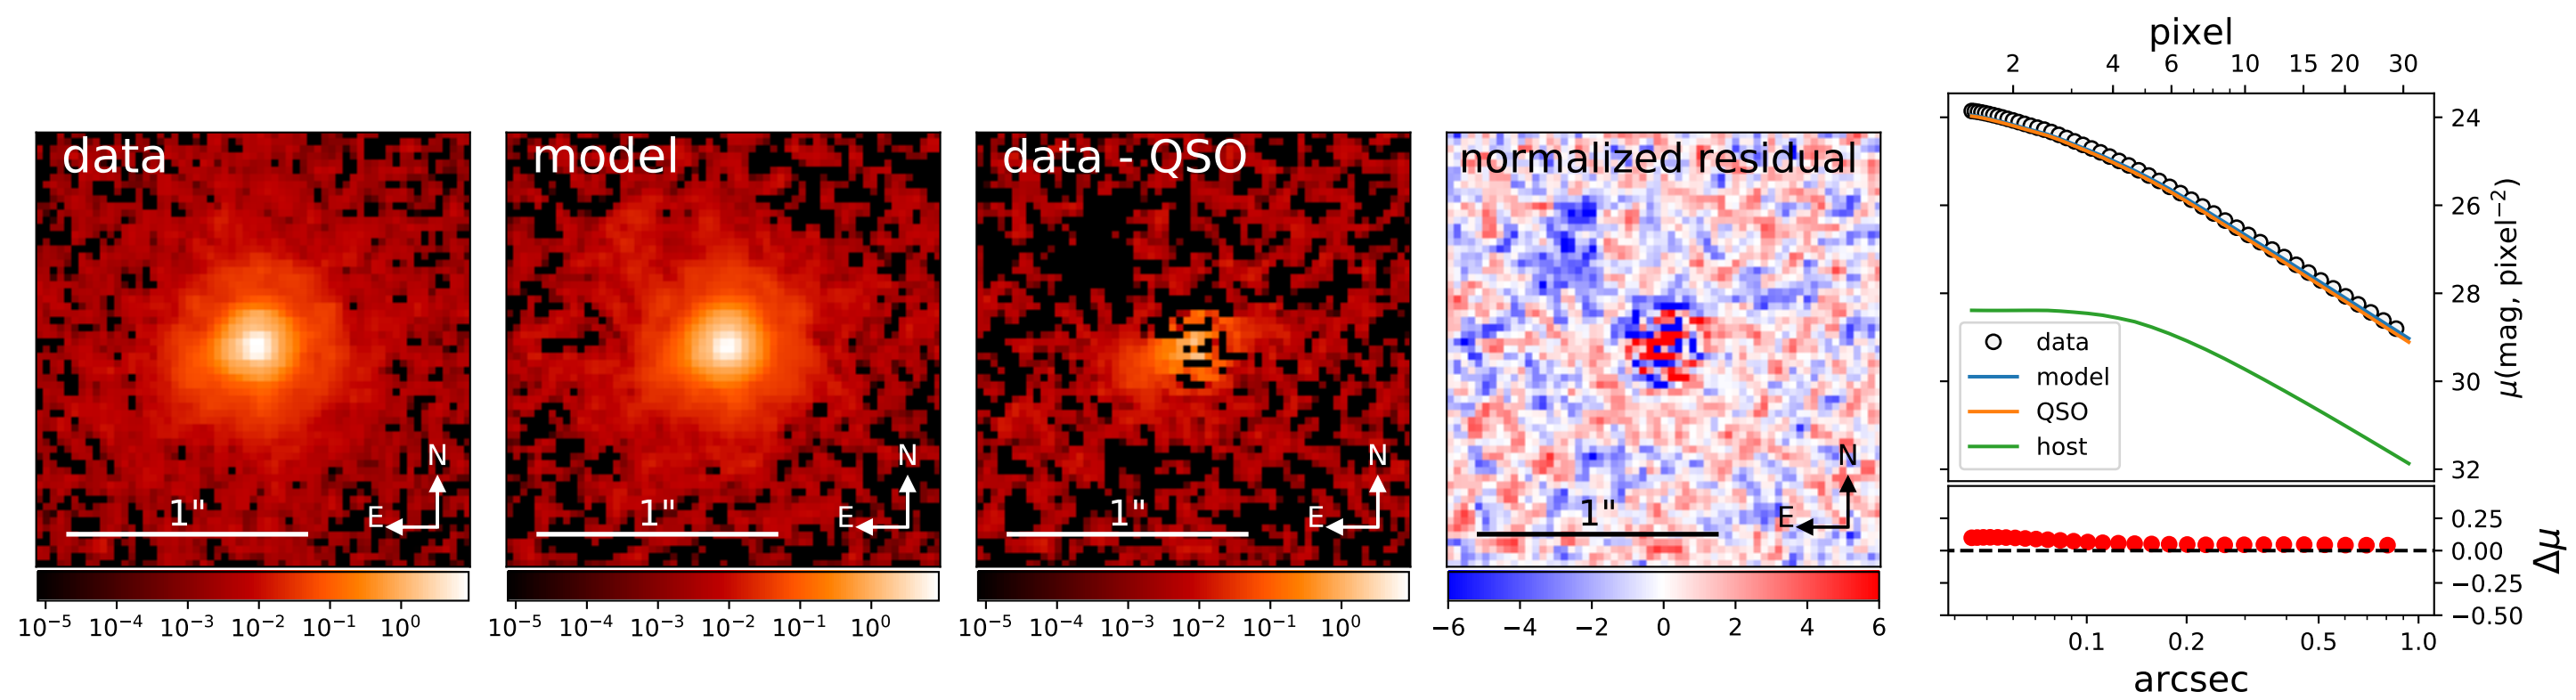 data
N
E
1"
10⁻⁵ 10⁻⁴ 10⁻³ 10⁻² 10⁻¹ 10⁰
model
N
E
1"
10⁻⁵ 10⁻⁴ 10⁻³ 10⁻² 10⁻¹ 10⁰
data - QSO
N
E
1"
10⁻⁵ 10⁻⁴ 10⁻³ 10⁻² 10⁻¹ 10⁰
normalized residual
N
E
1"
−6 −4 −2 0 2 4 6
pixel
2 4 6 10 15 20 30
24
26
28
30
32
μ(mag, pixel⁻²)
data
model
QSO
host
0.25
0.00
−0.25
−0.50
Δμ
0.1 0.2 0.5 1.0
arcsec